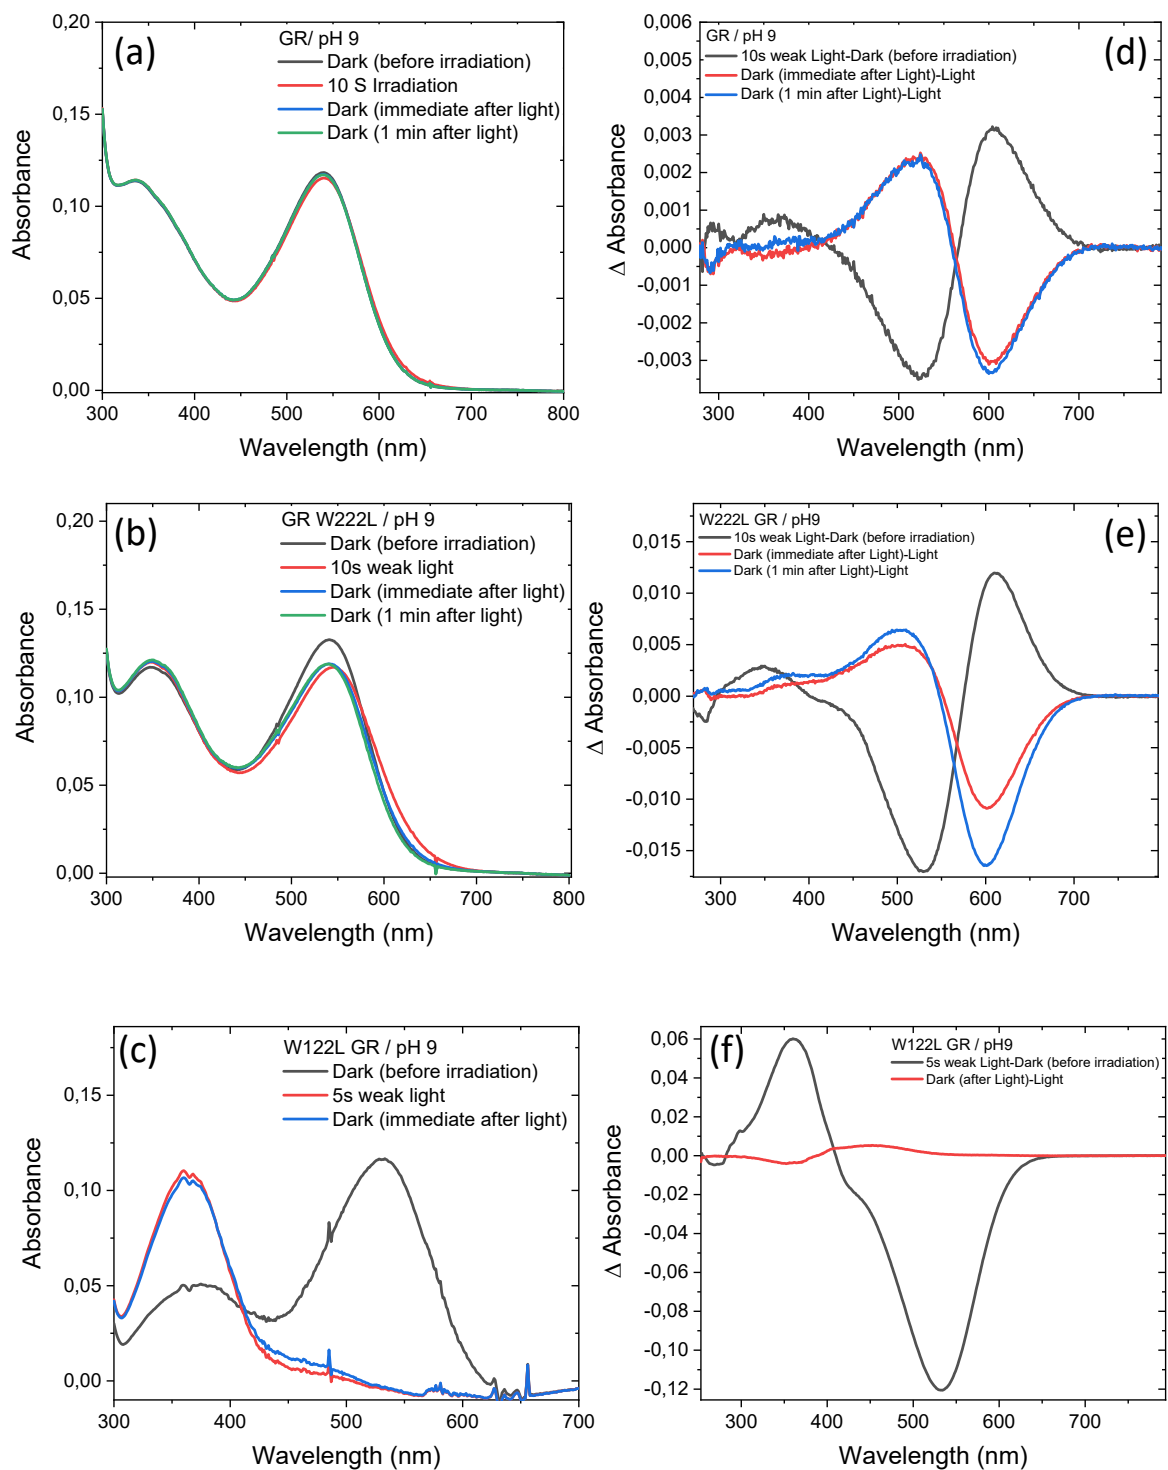 (a)
GR/ pH 9
Dark (before irradiation)
10 S Irradiation
Dark (immediate after light)
Dark (1 min after light)
0,20
0,15
0,10
0,05
0,00
Absorbance
300 400 500 600 700 800
Wavelength (nm)
(d)
GR / pH 9
10s weak Light-Dark (before irradiation)
Dark (immediate after Light)-Light
Dark (1 min after Light)-Light
0,006
0,005
0,004
0,003
0,002
0,001
0,000
-0,001
-0,002
-0,003
Δ Absorbance
300 400 500 600 700
Wavelength (nm)
(b)
GR W222L / pH 9
Dark (before irradiation)
10s weak light
Dark (immediate after light)
Dark (1 min after light)
0,20
0,15
0,10
0,05
0,00
Absorbance
300 400 500 600 700 800
Wavelength (nm)
(e)
W222L GR / pH9
10s weak Light-Dark (before irradiation)
Dark (immediate after Light)-Light
Dark (1 min after Light)-Light
0,015
0,010
0,005
0,000
-0,005
-0,010
-0,015
Δ Absorbance
300 400 500 600 700
Wavelength (nm)
(c)
W122L GR / pH 9
Dark (before irradiation)
5s weak light
Dark (immediate after light)
0,15
0,10
0,05
0,00
Absorbance
300 400 500 600 700
Wavelength (nm)
(f)
W122L GR / pH9
5s weak Light-Dark (before irradiation)
Dark (after Light)-Light
0,06
0,04
0,02
0,00
-0,02
-0,04
-0,06
-0,08
-0,10
-0,12
Δ Absorbance
300 400 500 600 700
Wavelength (nm)